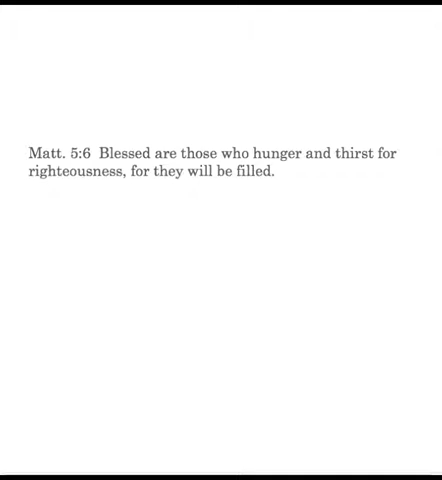 Matt. 5:6  Blessed are those who hunger and thirst for
righteousness, for they will be filled.